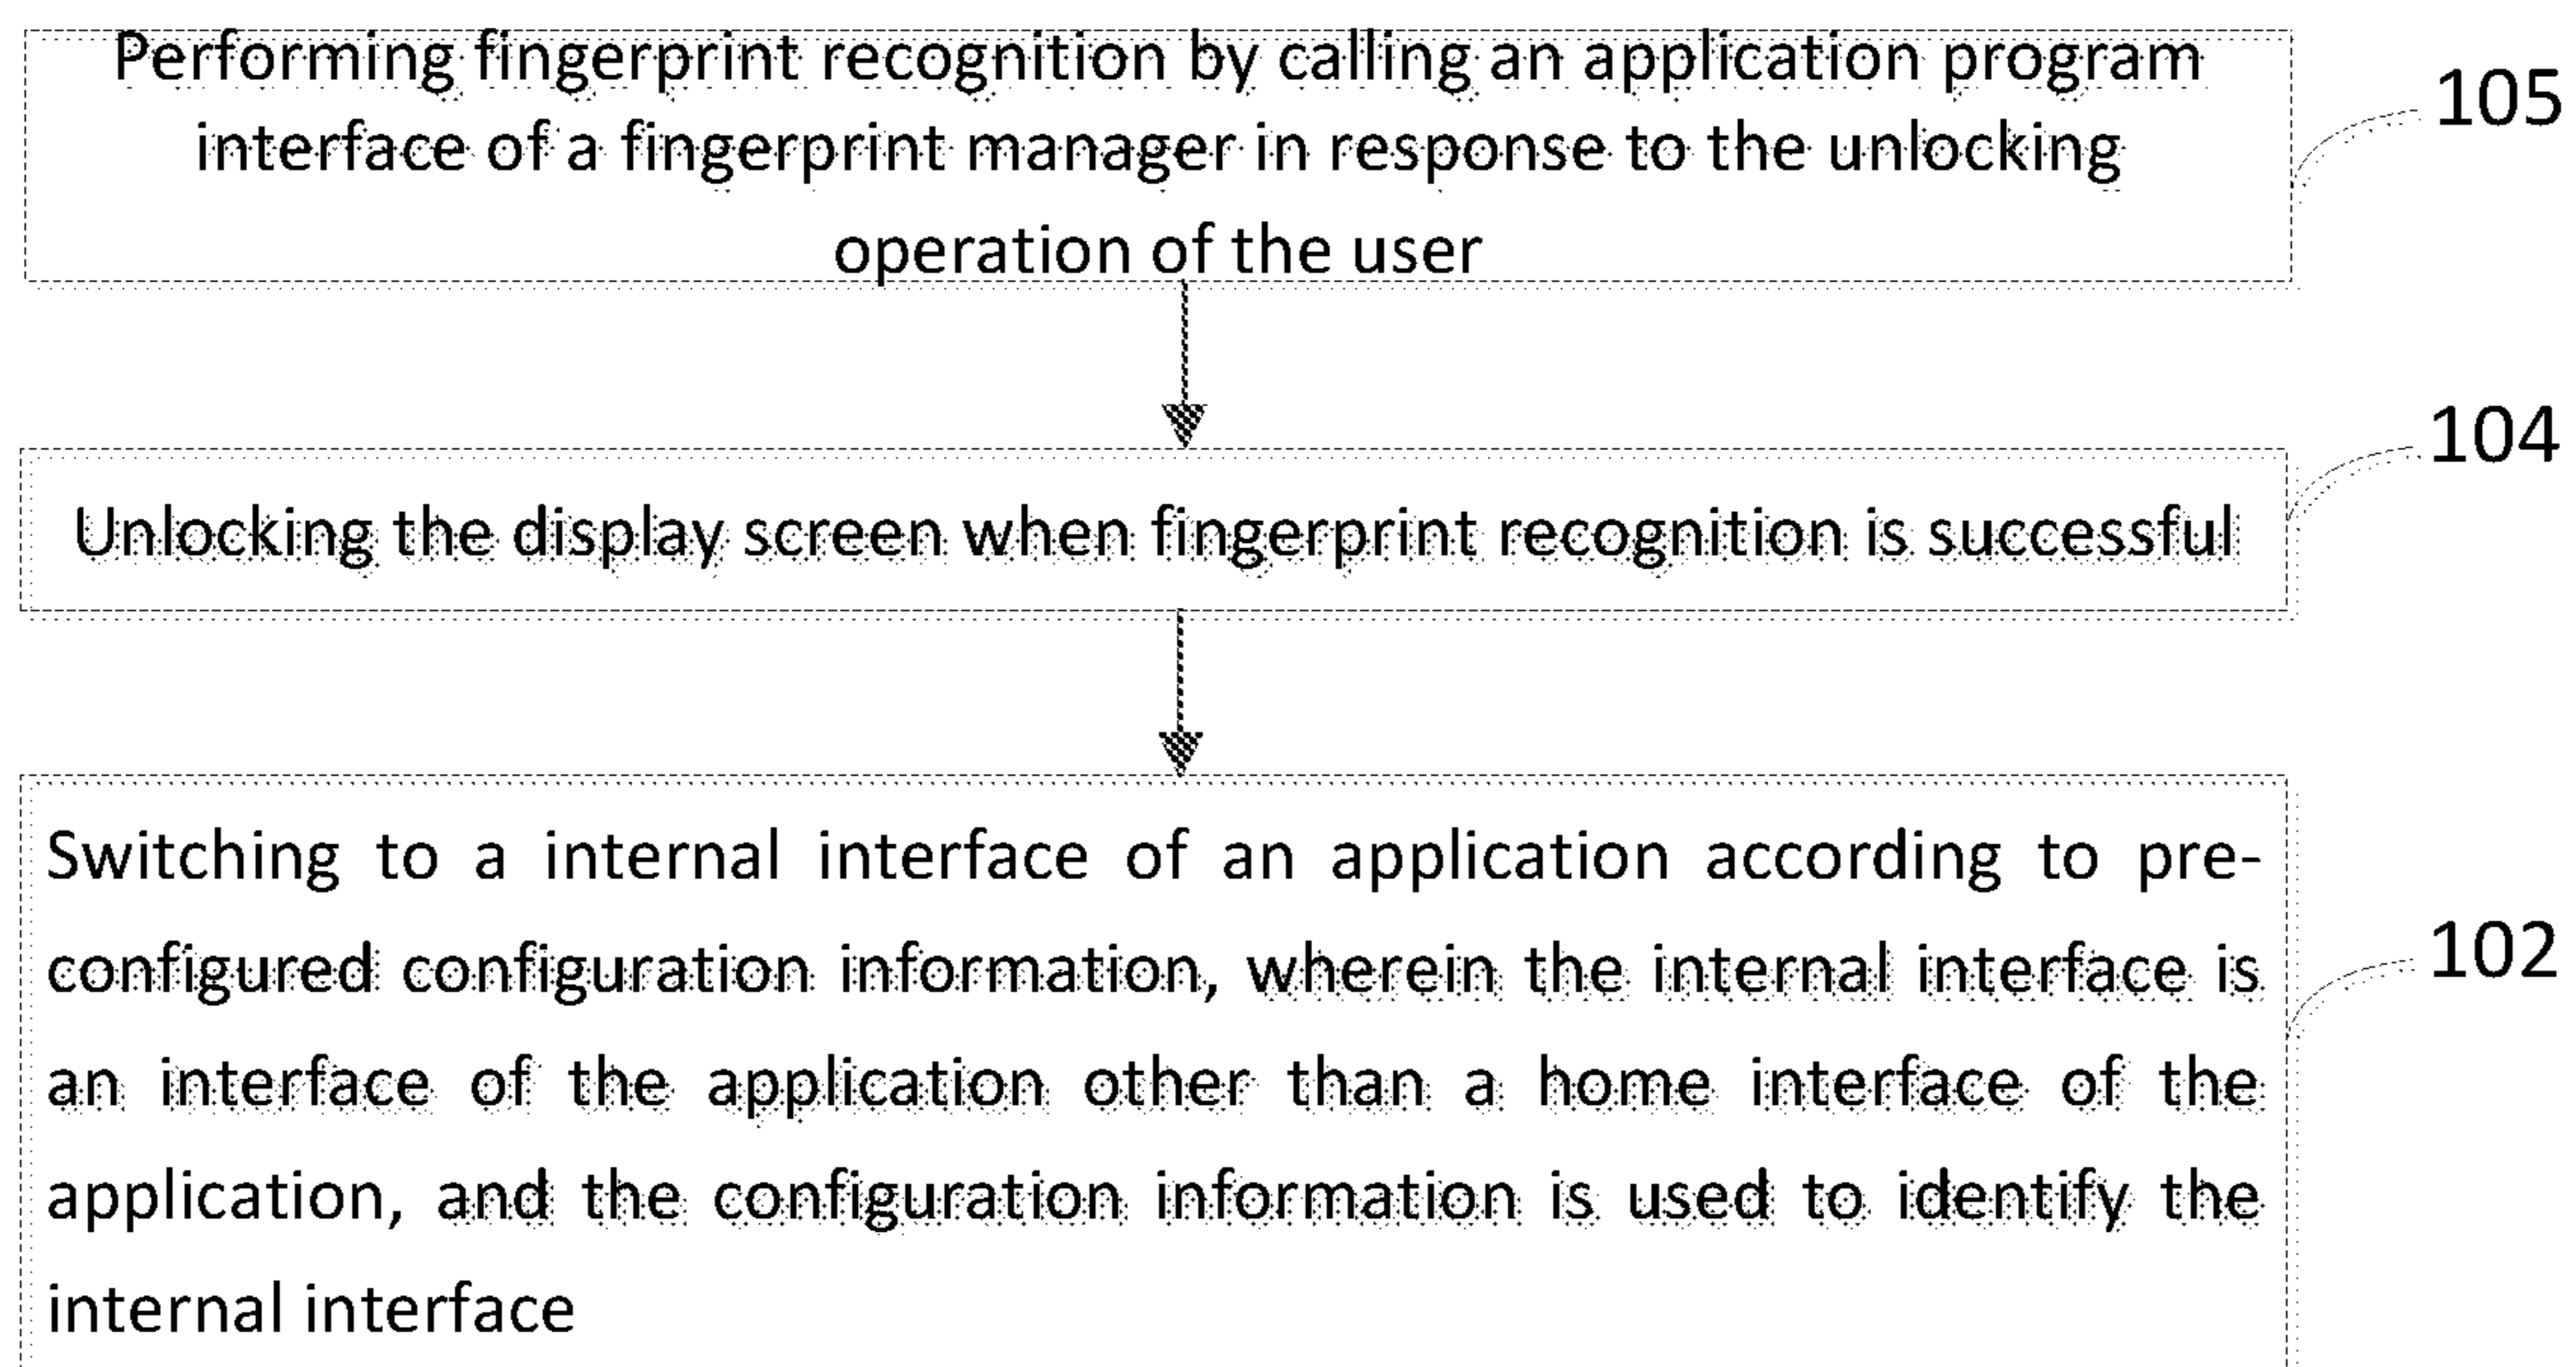 Performing fingerprint recognition by calling an application program
interface of a fingerprint manager in response to the unlocking
operation of the user
105
Unlocking the display screen when fingerprint recognition is successful
104
Switching to a internal interface of an application according to pre-
configured configuration information, wherein the internal interface is
an interface of the application other than a home interface of the
application, and the configuration information is used to identify the
internal interface
102